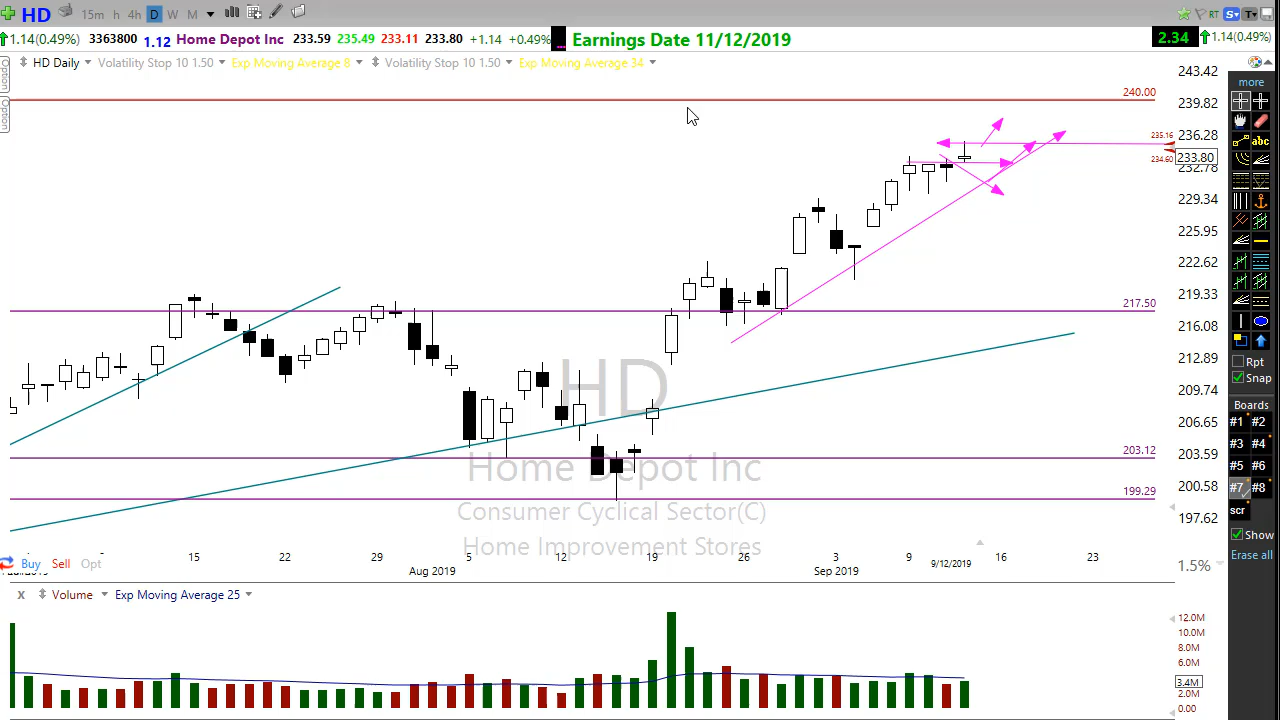 HD 15m h 4h D W M RT S T
1.14(0.49%) 3363800 1.12 Home Depot Inc 233.59 235.49 233.11 233.80 +1.14 +0.49% Earnings Date 11/12/2019 2.34 1.14(0.49%)
HD Daily Volatility Stop 10 1.50 Exp Moving Average 8 Volatility Stop 10 1.50 Exp Moving Average 34
Option
Option
243.42
240.00
239.82
236.28
235.16
234.60
233.80
232.78
229.34
225.95
222.62
219.33
217.50
216.08
212.89
209.74
206.65
203.59
203.12
200.58
199.29
197.62
1.5%
HD
Home Depot Inc
Consumer Cyclical Sector(C)
Home Improvement Stores
15 22 29 5 12 19 26 3 9 16 23
Aug 2019 Sep 2019 9/12/2019
Buy Sell Opt
X Volume Exp Moving Average 25
12.0M
10.0M
8.0M
6.0M
3.4M
2.0M
0.00
more
abc
Rpt
Snap
Boards
#1 #2
#3 #4
#5 #6
#7 #8
scr
Show
Erase all